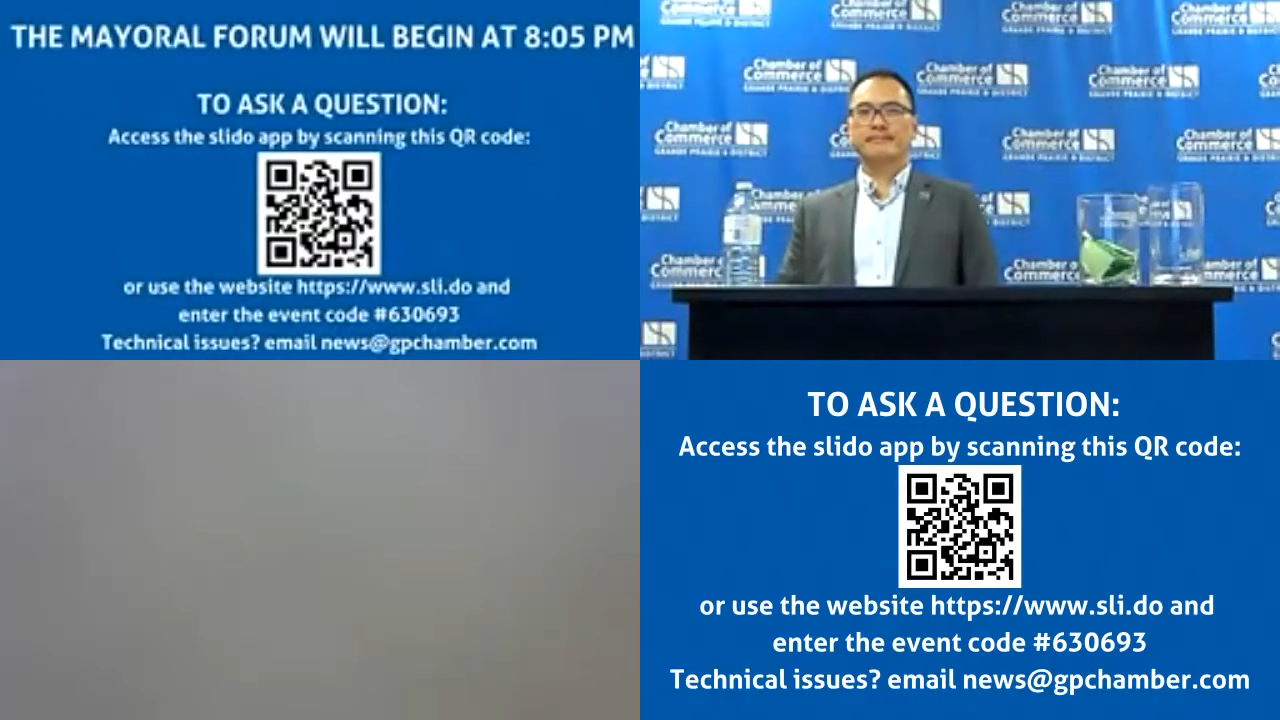 THE MAYORAL FORUM WILL BEGIN AT 8:05 PM
TO ASK A QUESTION:
Access the slido app by scanning this QR code:
or use the website https://www.sli.do and
enter the event code #630693
Technical issues? email news@gpchamber.com
Chamber of
Commerce
GRANDE PRAIRIE & DISTRICT
TO ASK A QUESTION:
Access the slido app by scanning this QR code:
or use the website https://www.sli.do and
enter the event code #630693
Technical issues? email news@gpchamber.com